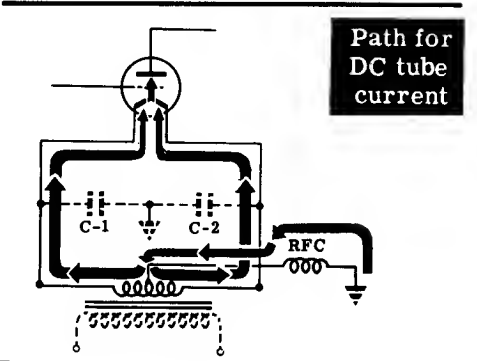 Path for
DC tube
current
C-1
C-2
RFC